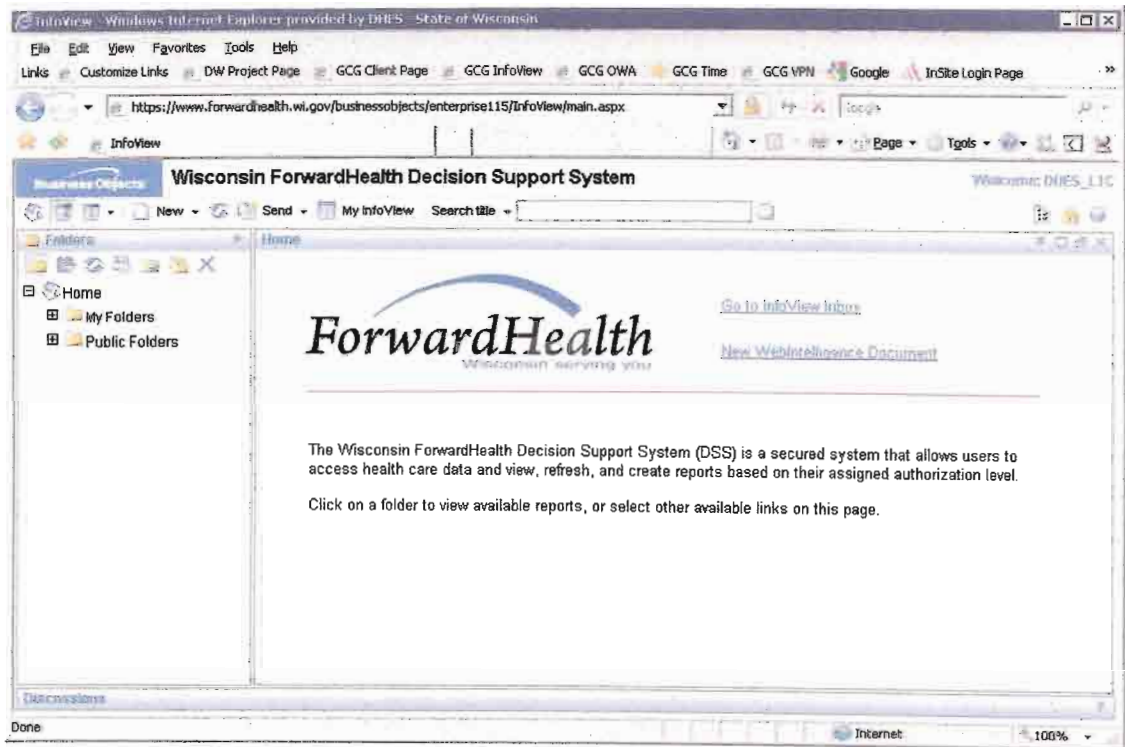 InfoView - Windows Internet Explorer provided by DHFS - State of Wisconsin
File Edit View Favorites Tools Help
Links Customize Links DW Project Page GCG Client Page GCG InfoView GCG OWA GCG Time GCG VPN Google InSite Login Page »
https://www.forwardhealth.wi.gov/businessobjects/enterprise115/InfoView/main.aspx Google
InfoView Page Tools
Business Objects Wisconsin ForwardHealth Decision Support System Welcome:
New Send My InfoView Search title
Folders Home
Home
My Folders
Public Folders
Go to InfoView Inbox
ForwardHealth
Wisconsin serving you
New WebIntelligence Document
The Wisconsin ForwardHealth Decision Support System (DSS) is a secured system that allows users to
access health care data and view, refresh, and create reports based on their assigned authorization level.
Click on a folder to view available reports, or select other available links on this page.
Discussions
Done Internet 100%